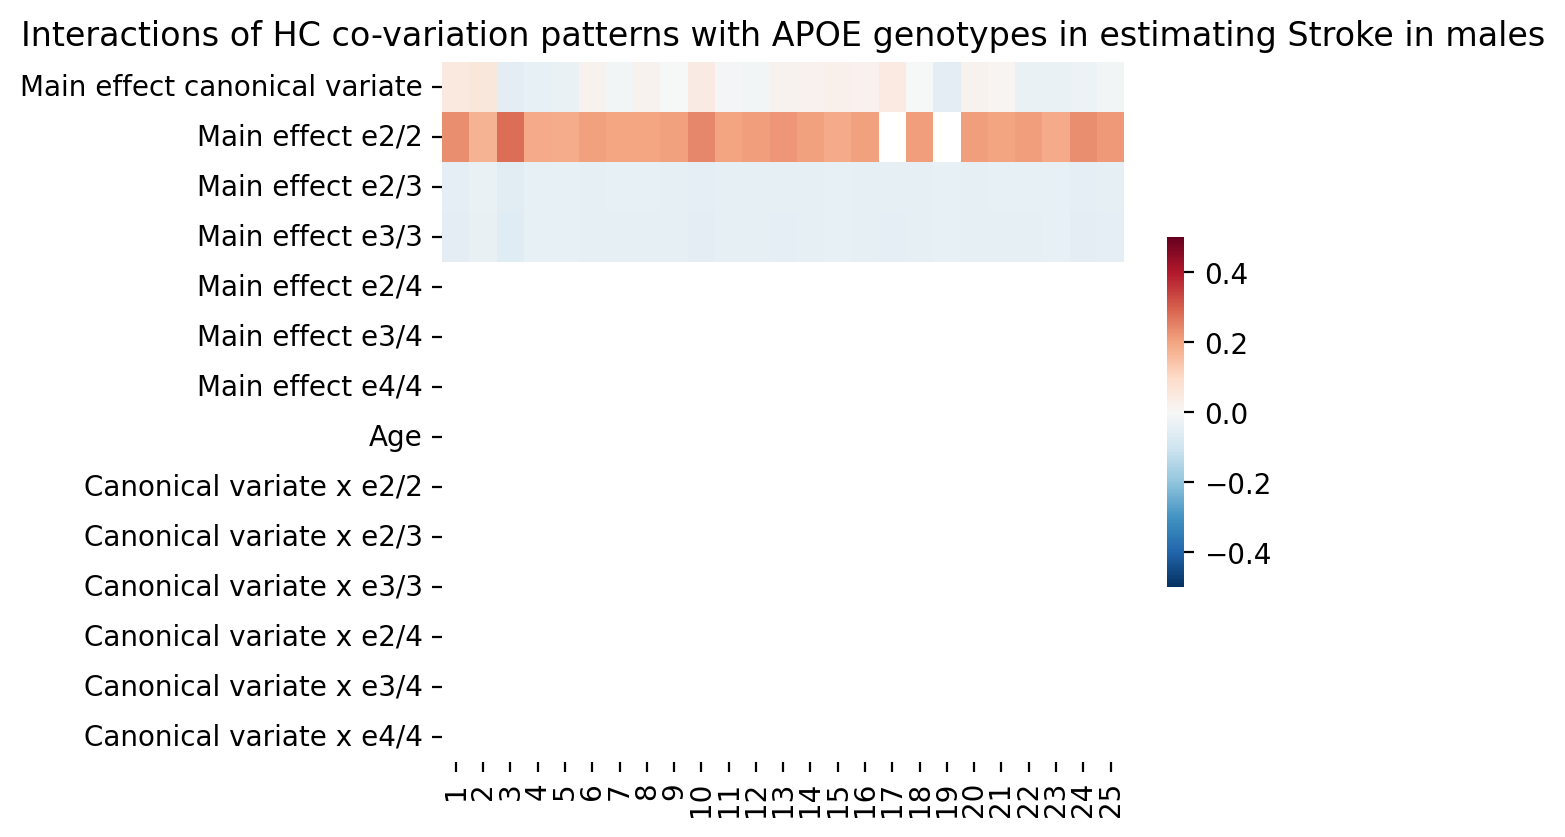 Interactions of HC co-variation patterns with APOE genotypes in estimating Stroke in males
Main effect canonical variate
Main effect e2/2
Main effect e2/3
Main effect e3/3
Main effect e2/4
Main effect e3/4
Main effect e4/4
Age
Canonical variate x e2/2
Canonical variate x e2/3
Canonical variate x e3/3
Canonical variate x e2/4
Canonical variate x e3/4
Canonical variate x e4/4
1 2 3 4 5 6 7 8 9 10 11 12 13 14 15 16 17 18 19 20 21 22 23 24 25
0.4
0.2
0.0
−0.2
−0.4